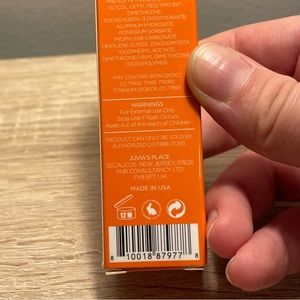 GLYCOL, CETYL PEG/ PPG 10/1
DIMETHICONE,
POLYGLYCERYL-3 DIISOSTEARATE
ALUMINUM HYDROXIDE,
POTASSIUM SORBATE,
PROPYLENE CARBONATE,
HEXYLENE GLYCOL, DISODIUM EDTA
TOCOPHERYL ACETATE,
DIMETHICONE/VINYL DIMETHICONE
CROSSPOLYMER
MAY CONTAIN: IRON OXIDES
(CI 77491, 77491, 77499),
TITANIUM DIOXIDE (CI 77891)
WARNINGS
For External use Only
Stop Use if Rash Occurs
Keep out of the reach of Children
PRODUCT CAN ONLY BE SOLD BY
AUTHORIZED DISTRIBUTORS
JUVIA'S PLACE
SECAUCUS, NEW JERSEY, 07626
PNR CONSULTANCY LTD,
FY8 5FT, U.K
MADE IN USA
12 M
8 10018 87977 8